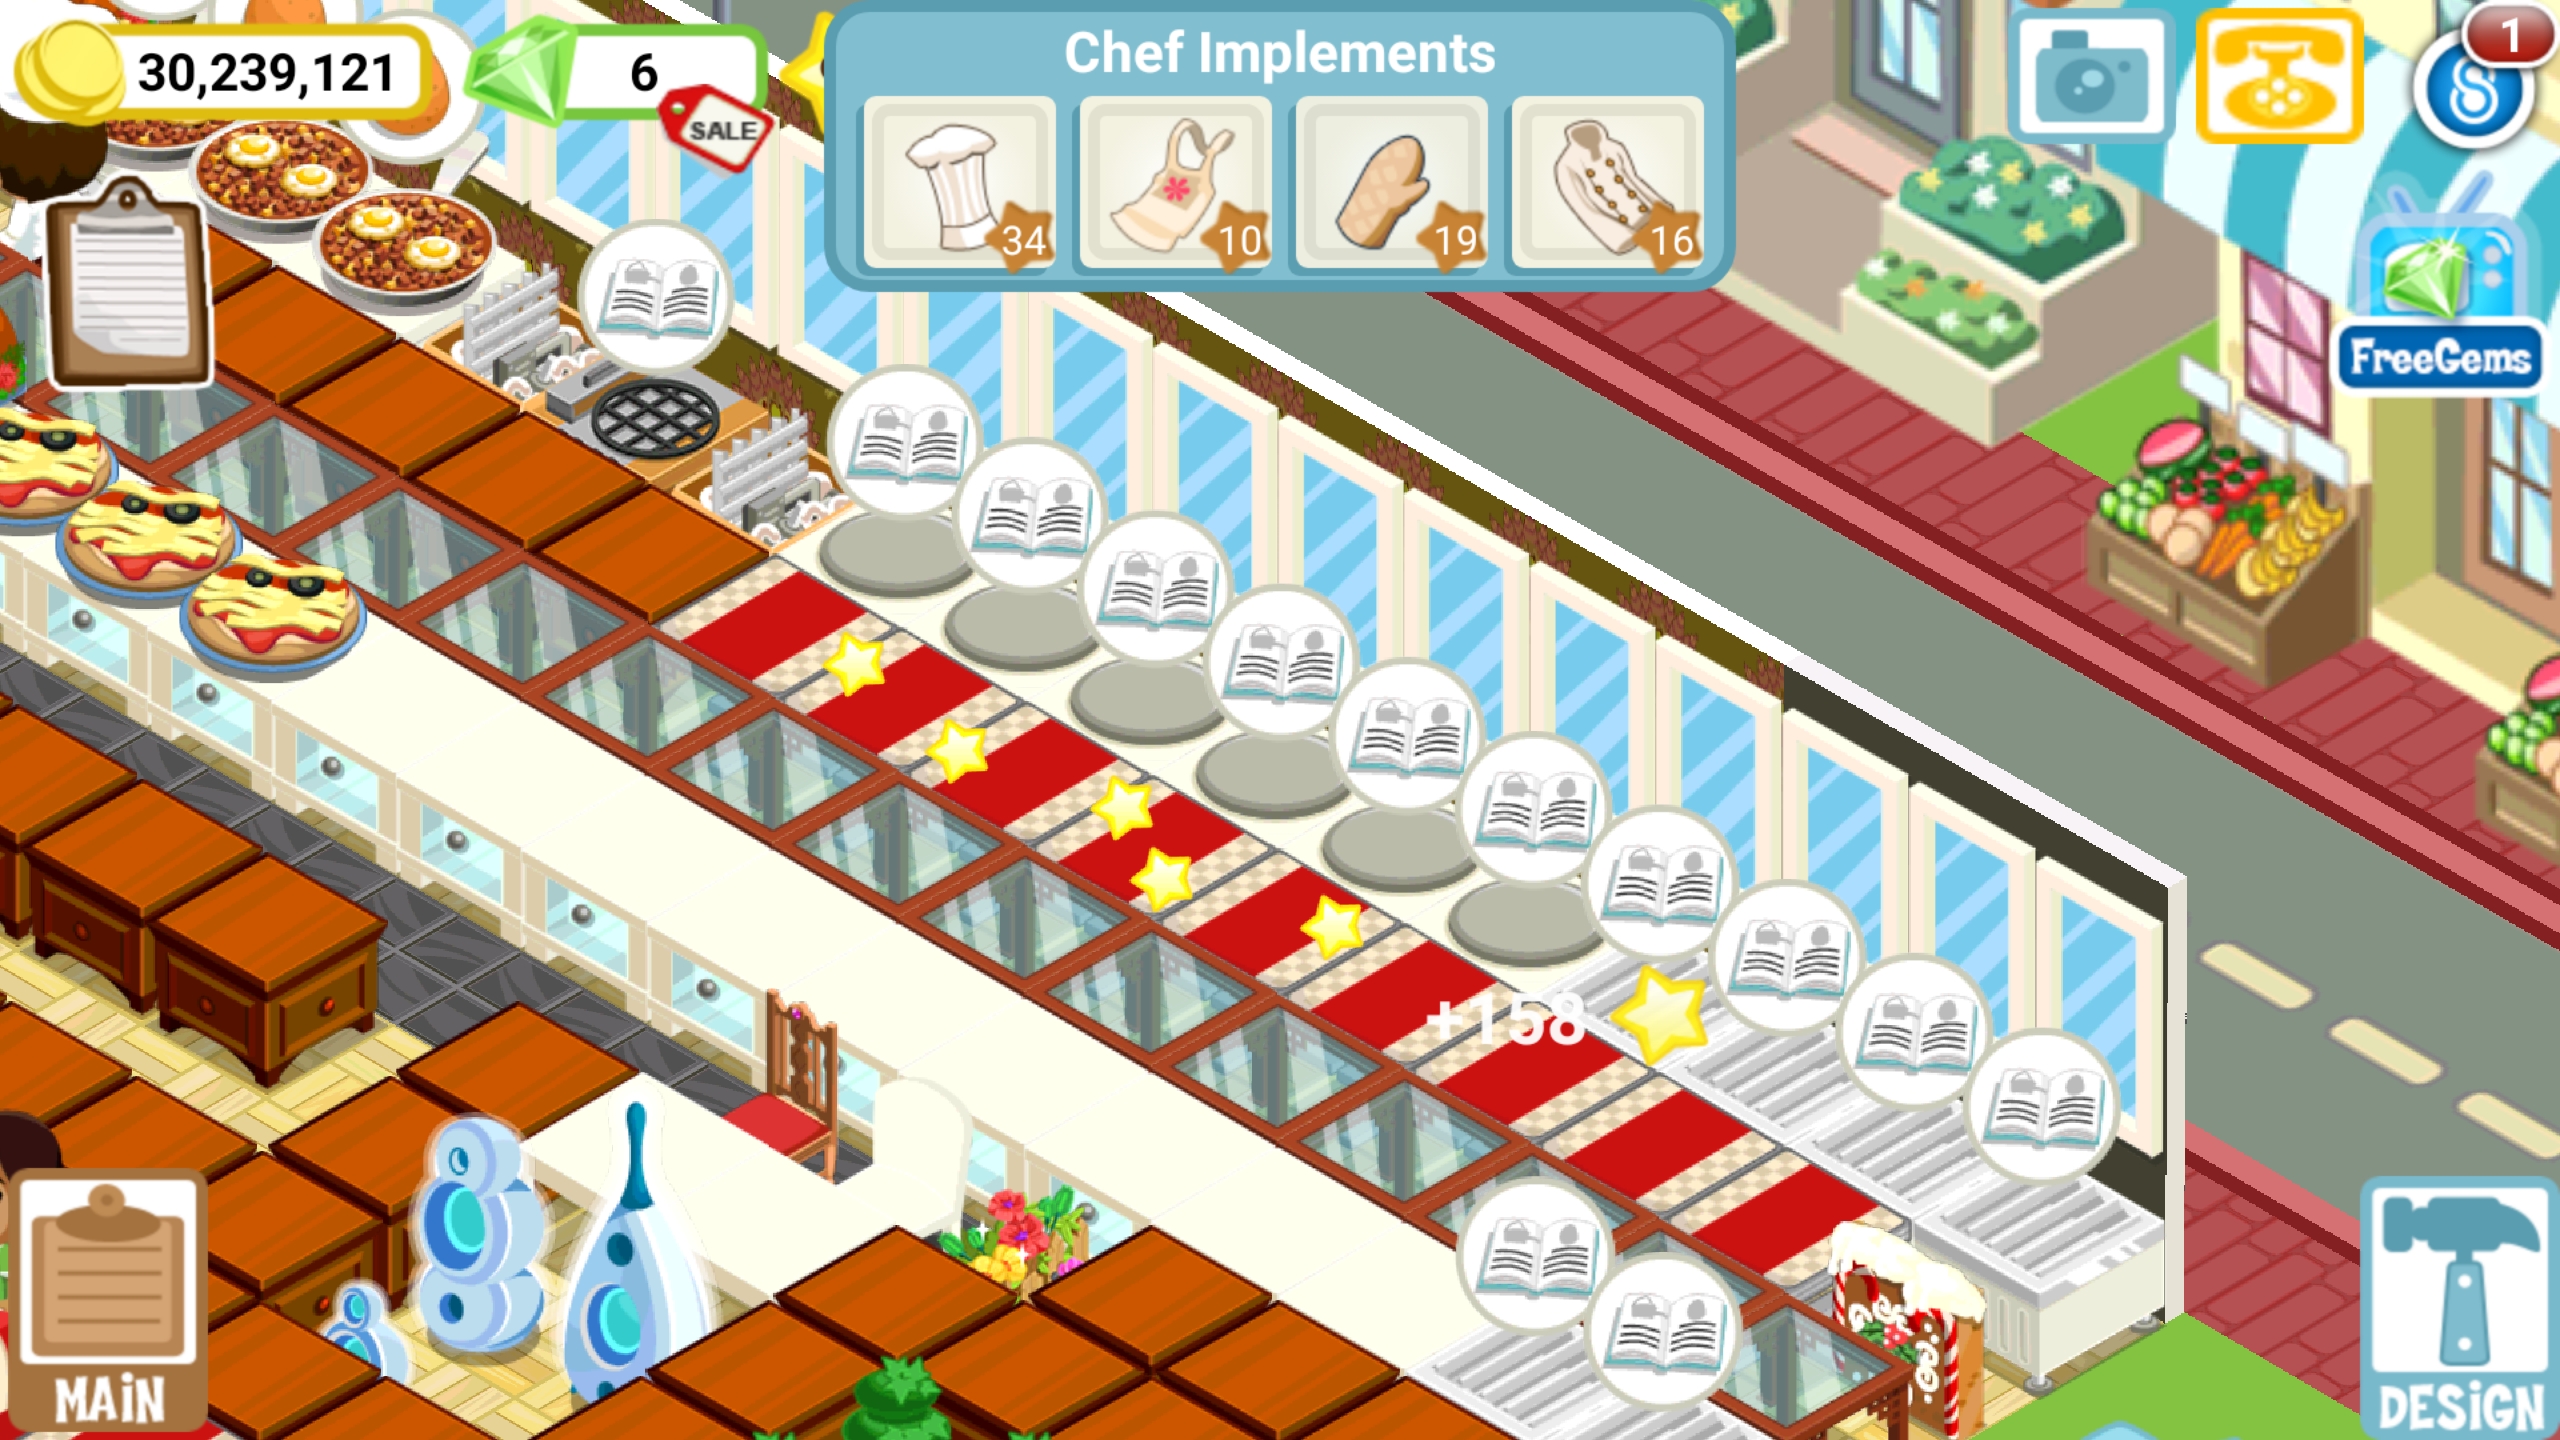 30,239,121
6
SALE
Chef Implements
34
10
19
16
1
S
FreeGems
+158
MAiN
DESiGN